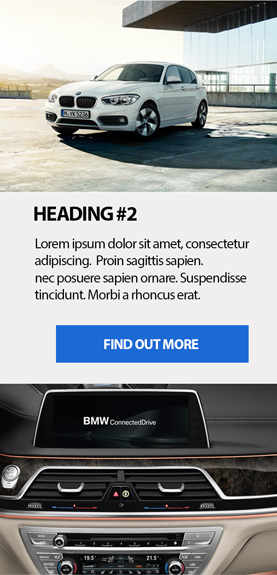 HEADING #2
Lorem ipsum dolor sit amet, consectetur
adipiscing.  Proin sagittis sapien.
nec posuere sapien ornare. Suspendisse
tincidunt. Morbi a rhoncus erat.
FIND OUT MORE
BMW ConnectedDrive
19.5°
21.5°